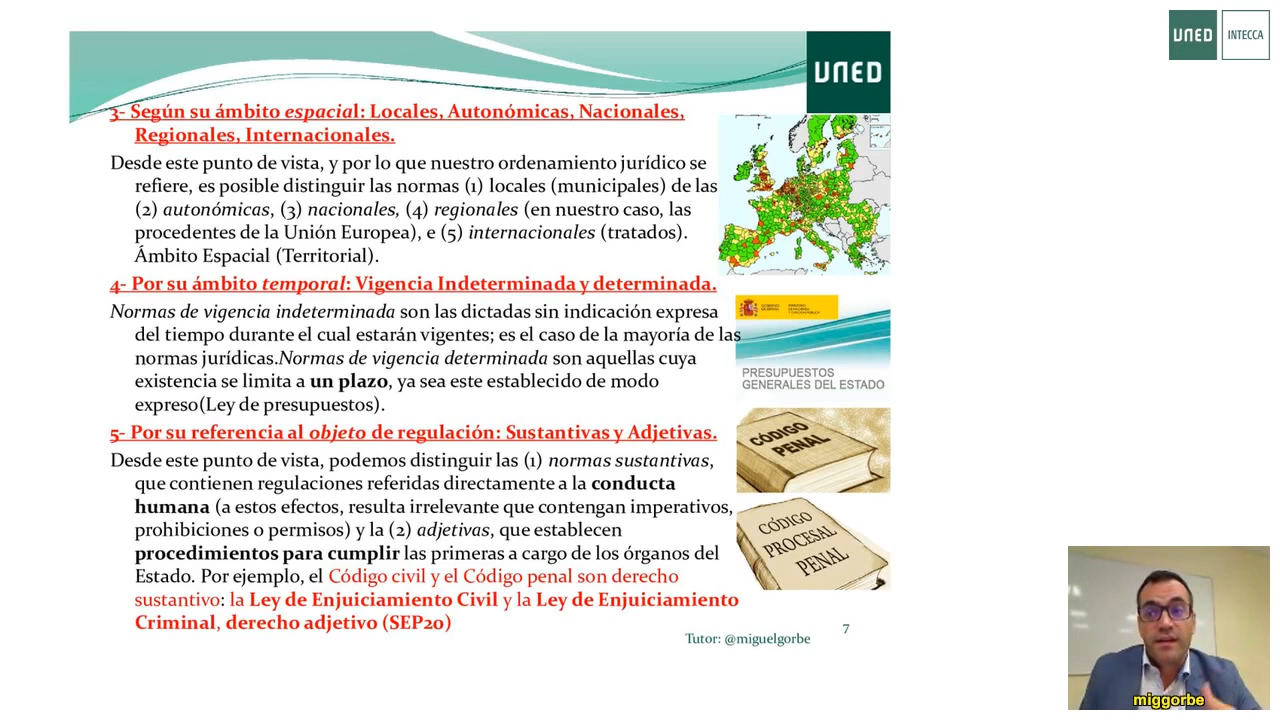 UNED
INTECCA
UNED
3- Según su ámbito espacial: Locales, Autonómicas, Nacionales,
Regionales, Internacionales.
Desde este punto de vista, y por lo que nuestro ordenamiento jurídico se
refiere, es posible distinguir las normas (1) locales (municipales) de las
(2) autonómicas, (3) nacionales, (4) regionales (en nuestro caso, las
procedentes de la Unión Europea), e (5) internacionales (tratados).
Ámbito Espacial (Territorial).
4- Por su ámbito temporal: Vigencia Indeterminada y determinada.
Normas de vigencia indeterminada son las dictadas sin indicación expresa
del tiempo durante el cual estarán vigentes; es el caso de la mayoría de las
normas jurídicas.Normas de vigencia determinada son aquellas cuya
existencia se limita a un plazo, ya sea este establecido de modo
expreso(Ley de presupuestos).
PRESUPUESTOS
GENERALES DEL ESTADO
5- Por su referencia al objeto de regulación: Sustantivas y Adjetivas.
Desde este punto de vista, podemos distinguir las (1) normas sustantivas,
que contienen regulaciones referidas directamente a la conducta
humana (a estos efectos, resulta irrelevante que contengan imperativos,
prohibiciones o permisos) y la (2) adjetivas, que establecen
procedimientos para cumplir las primeras a cargo de los órganos del
Estado. Por ejemplo, el Código civil y el Código penal son derecho
sustantivo: la Ley de Enjuiciamiento Civil y la Ley de Enjuiciamiento
Criminal, derecho adjetivo (SEP20)
CÓDIGO
PENAL
CÓDIGO
PROCESAL
PENAL
Tutor: @miguelgorbe
7
miggorbe